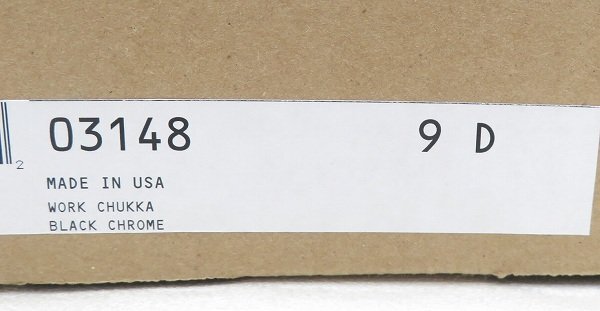 03148 9 D
2
MADE IN USA
WORK CHUKKA
BLACK CHROME